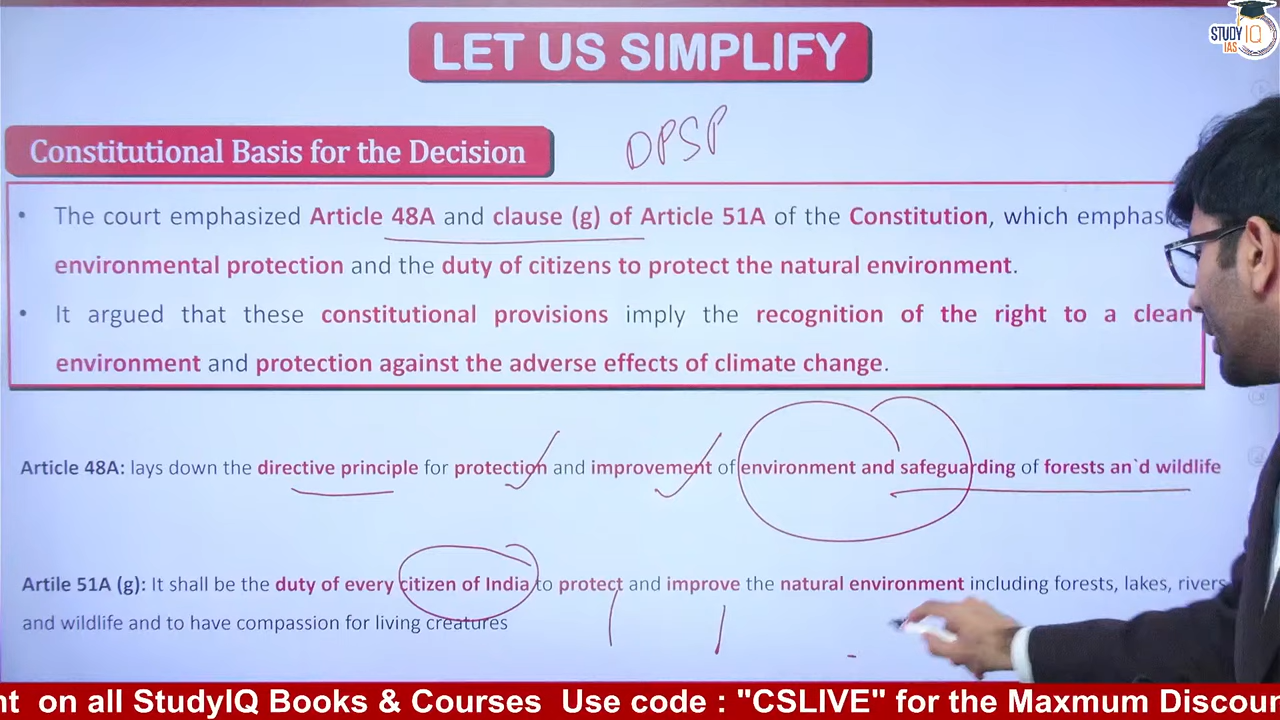 LET US SIMPLIFY
STUDY IQ
IAS
DPSP
Constitutional Basis for the Decision
• The court emphasized Article 48A and clause (g) of Article 51A of the Constitution, which
environmental protection and the duty of citizens to protect the natural environment.
• It argued that these constitutional provisions imply the recognition of the right to a clean
environment and protection against the adverse effects of climate change.
Article 48A: lays down the directive principle for protection and improvement of environment and safeguarding of forests an`d wildlife
Artile 51A (g): It shall be the duty of every citizen of India to protect and improve the natural environment including forests, lakes, rivers
and wildlife and to have compassion for living creatures
on all StudyIQ Books & Courses Use code : "CSLIVE" for the Maxmum